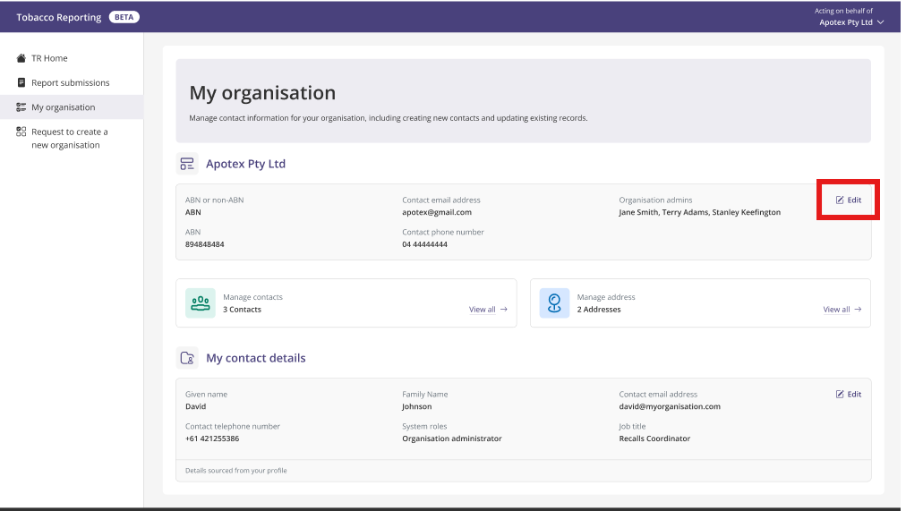 Tobacco Reporting BETA
Acting on behalf of
Apotex Pty Ltd
TR Home
Report submissions
My organisation
Request to create a
new organisation
My organisation
Manage contact information for your organisation, including creating new contacts and updating existing records.
Apotex Pty Ltd
ABN or non-ABN
ABN
Contact email address
apotex@gmail.com
Organisation admins
Jane Smith, Terry Adams, Stanley Keefington
Edit
ABN
894848484
Contact phone number
04 44444444
Manage contacts
3 Contacts
View all →
Manage address
2 Addresses
View all →
My contact details
Given name
David
Family Name
Johnson
Contact email address
david@myorganisation.com
Edit
Contact telephone number
+61 421255386
System roles
Organisation administrator
Job title
Recalls Coordinator
Details sourced from your profile